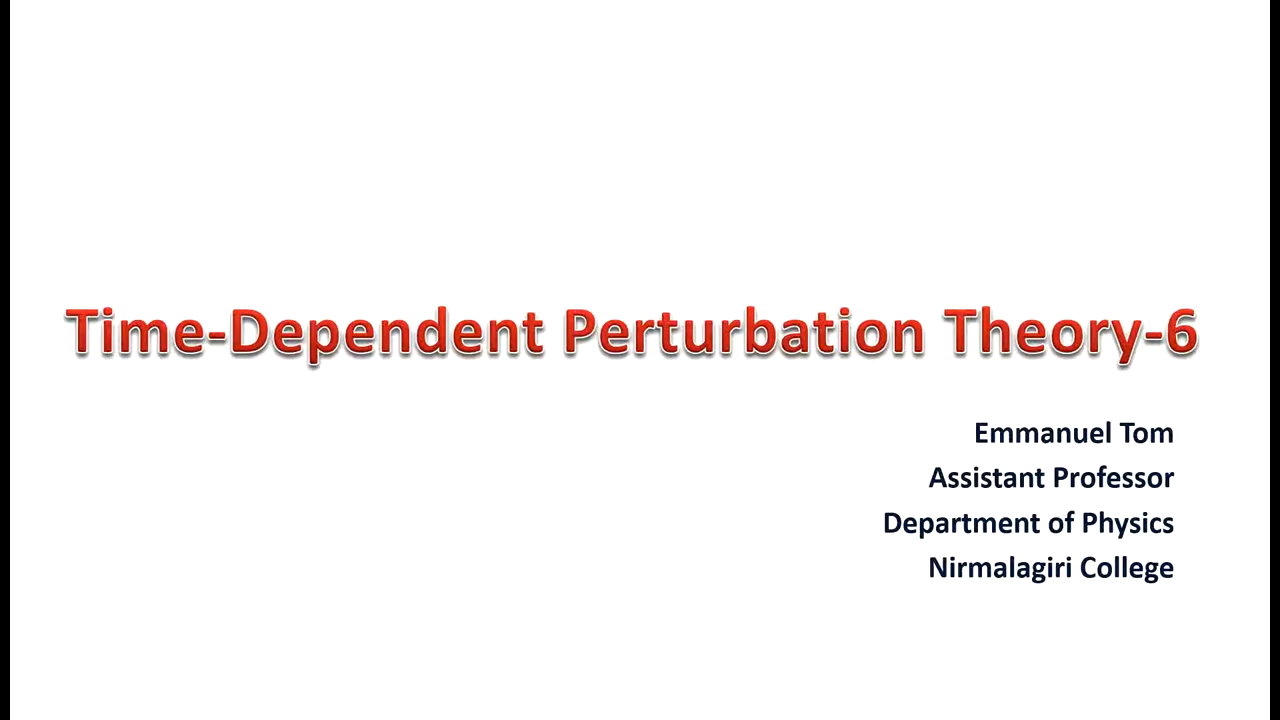 Time-Dependent Perturbation Theory-6
Emmanuel Tom
Assistant Professor
Department of Physics
Nirmalagiri College